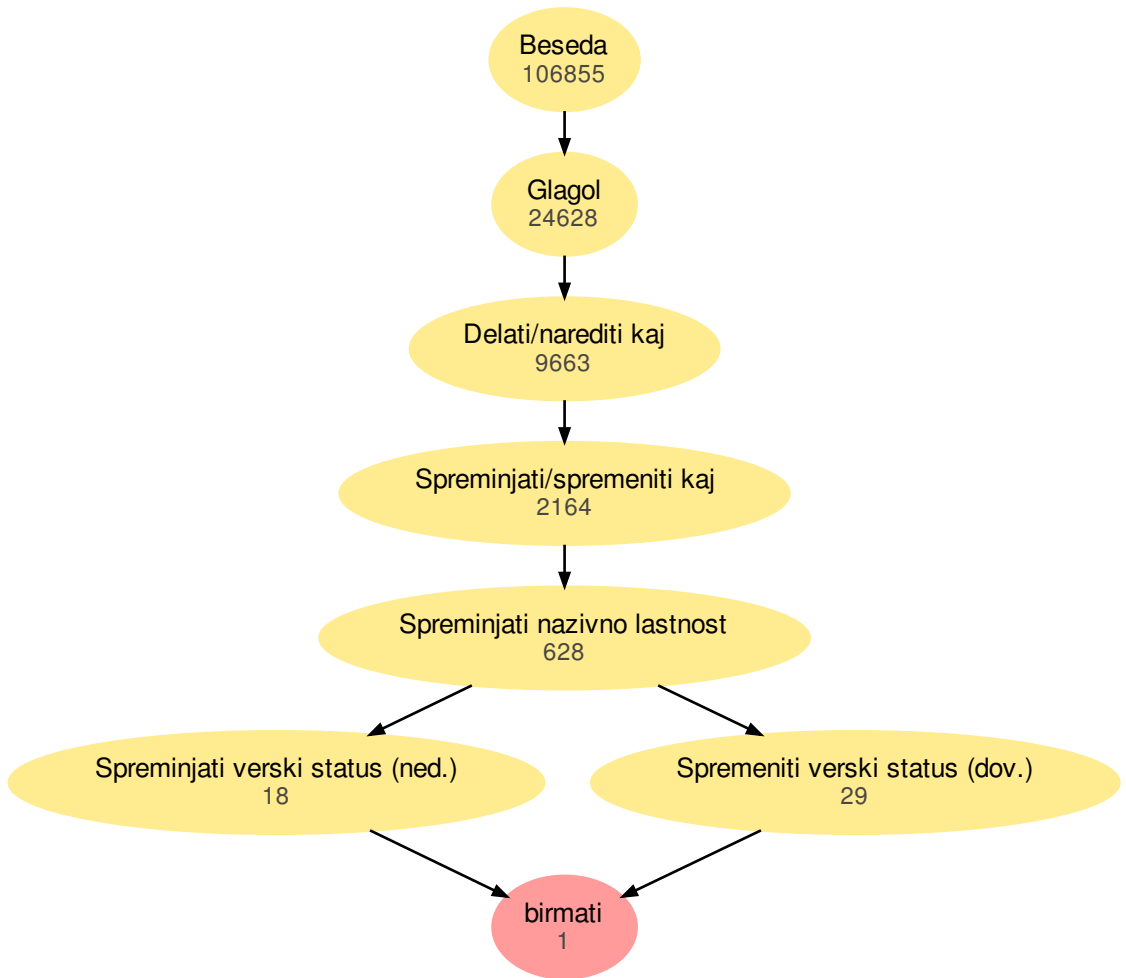 Beseda
106855
Glagol
24628
Delati/narediti kaj
9663
Spreminjati/spremeniti kaj
2164
Spreminjati nazivno lastnost
628
Spreminjati verski status (ned.)
18
Spremeniti verski status (dov.)
29
birmati
1